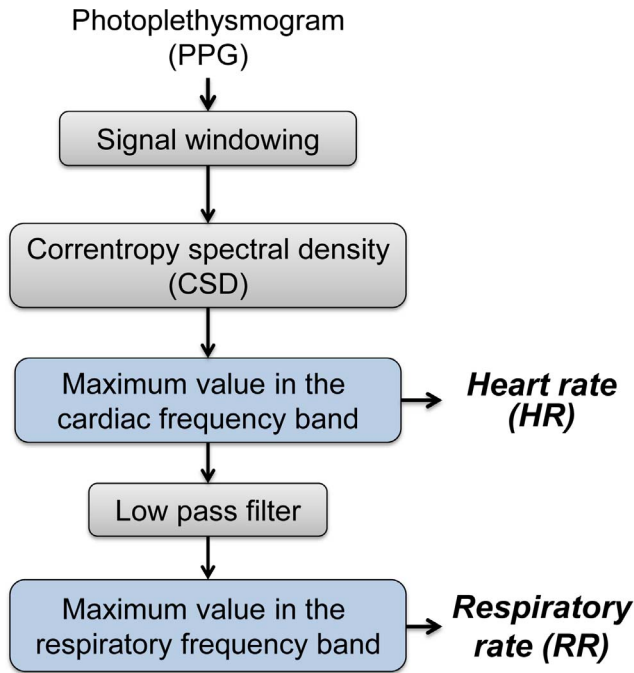 Photoplethysmogram
(PPG)
Signal windowing
Correntropy spectral density
(CSD)
Maximum value in the
cardiac frequency band
Heart rate
(HR)
Low pass filter
Maximum value in the
respiratory frequency band
Respiratory
rate (RR)